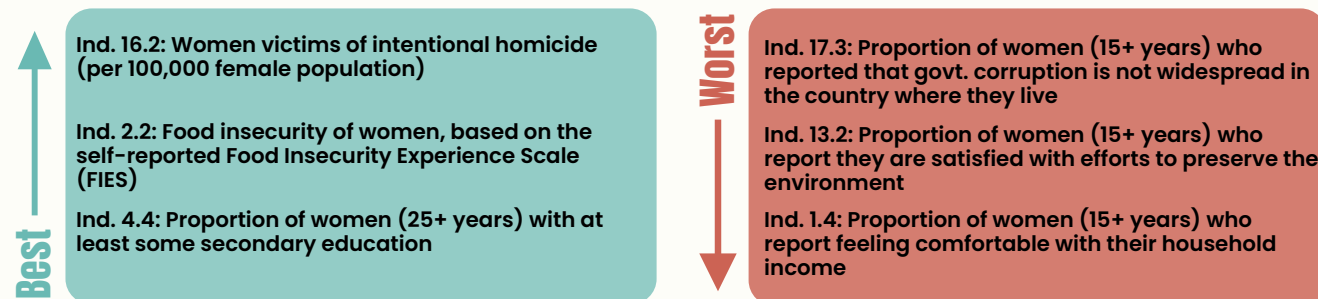 Best
Ind. 16.2: Women victims of intentional homicide
(per 100,000 female population)
Ind. 2.2: Food insecurity of women, based on the
self-reported Food Insecurity Experience Scale
(FIES)
Ind. 4.4: Proportion of women (25+ years) with at
least some secondary education
Worst
Ind. 17.3: Proportion of women (15+ years) who
reported that govt. corruption is not widespread in
the country where they live
Ind. 13.2: Proportion of women (15+ years) who
report they are satisfied with efforts to preserve the
environment
Ind. 1.4: Proportion of women (15+ years) who
report feeling comfortable with their household
income